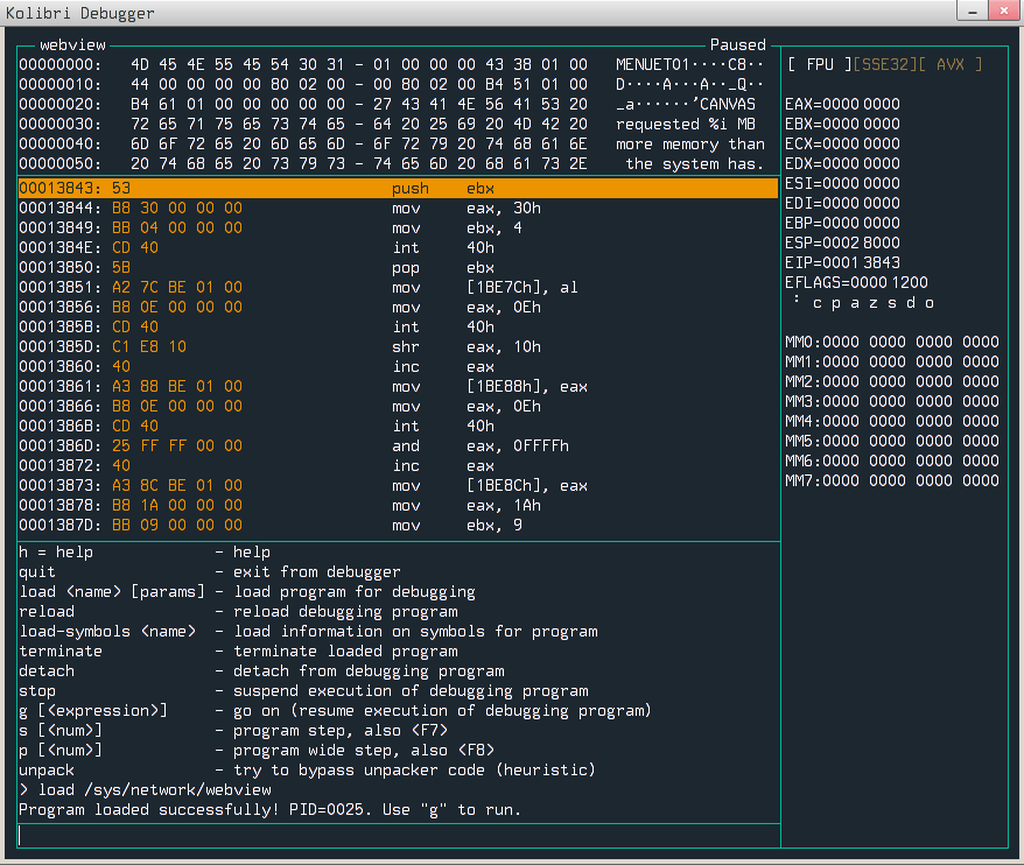 Kolibri Debugger
webview Paused
00000000: 4D 45 4E 55 45 54 30 31 - 01 00 00 00 43 38 01 00 MENUET01····C8··
00000010: 44 00 00 00 00 80 02 00 - 00 80 02 00 B4 51 01 00 D····А···А··_Q··
00000020: B4 61 01 00 00 00 00 00 - 27 43 41 4E 56 41 53 20 _a······'CANVAS
00000030: 72 65 71 75 65 73 74 65 - 64 20 25 69 20 4D 42 20 requested %i MB
00000040: 6D 6F 72 65 20 6D 65 6D - 6F 72 79 20 74 68 61 6E more memory than
00000050: 20 74 68 65 20 73 79 73 - 74 65 6D 20 68 61 73 2E the system has.
00013843: 53 push ebx
00013844: B8 30 00 00 00 mov eax, 30h
00013849: BB 04 00 00 00 mov ebx, 4
0001384E: CD 40 int 40h
00013850: 5B pop ebx
00013851: A2 7C BE 01 00 mov [1BE7Ch], al
00013856: B8 0E 00 00 00 mov eax, 0Eh
0001385B: CD 40 int 40h
0001385D: C1 E8 10 shr eax, 10h
00013860: 40 inc eax
00013861: A3 88 BE 01 00 mov [1BE88h], eax
00013866: B8 0E 00 00 00 mov eax, 0Eh
0001386B: CD 40 int 40h
0001386D: 25 FF FF 00 00 and eax, 0FFFFh
00013872: 40 inc eax
00013873: A3 8C BE 01 00 mov [1BE8Ch], eax
00013878: B8 1A 00 00 00 mov eax, 1Ah
0001387D: BB 09 00 00 00 mov ebx, 9
h = help - help
quit - exit from debugger
load <name> [params] - load program for debugging
reload - reload debugging program
load-symbols <name> - load information on symbols for program
terminate - terminate loaded program
detach - detach from debugging program
stop - suspend execution of debugging program
g [<expression>] - go on (resume execution of debugging program)
s [<num>] - program step, also <F7>
p [<num>] - program wide step, also <F8>
unpack - try to bypass unpacker code (heuristic)
> load /sys/network/webview
Program loaded successfully! PID=0025. Use "g" to run.
[ FPU ][SSE32][ AVX ]
EAX=0000 0000
EBX=0000 0000
ECX=0000 0000
EDX=0000 0000
ESI=0000 0000
EDI=0000 0000
EBP=0000 0000
ESP=0002 8000
EIP=0001 3843
EFLAGS=0000 1200
: c p a z s d o
MM0:0000 0000 0000 0000
MM1:0000 0000 0000 0000
MM2:0000 0000 0000 0000
MM3:0000 0000 0000 0000
MM4:0000 0000 0000 0000
MM5:0000 0000 0000 0000
MM6:0000 0000 0000 0000
MM7:0000 0000 0000 0000